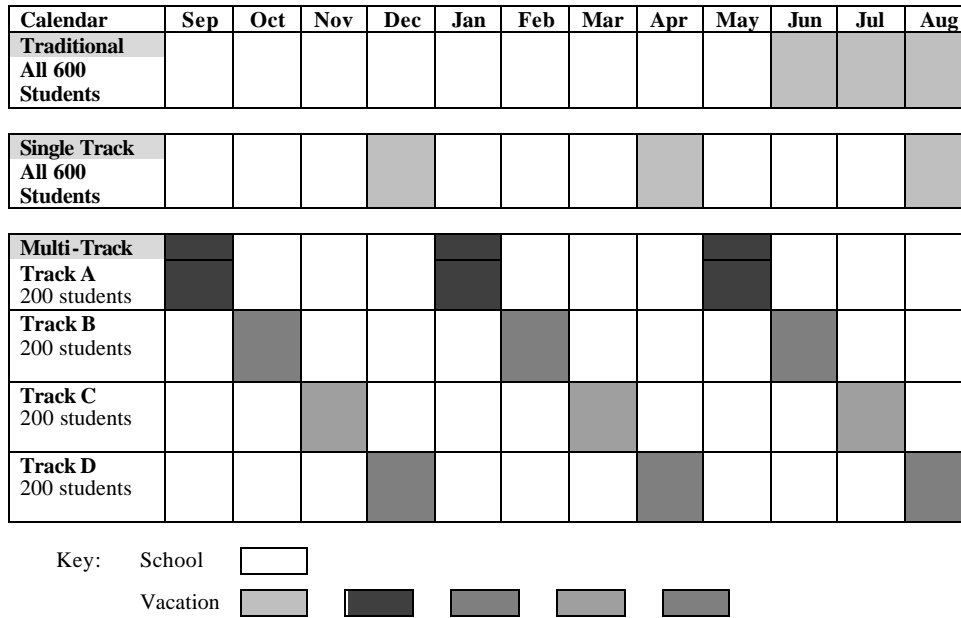 Calendar Sep Oct Nov Dec Jan Feb Mar Apr May Jun Jul Aug
Traditional
All 600
Students
Single Track
All 600
Students
Multi-Track
Track A
200 students
Track B
200 students
Track C
200 students
Track D
200 students
Key: School
Vacation